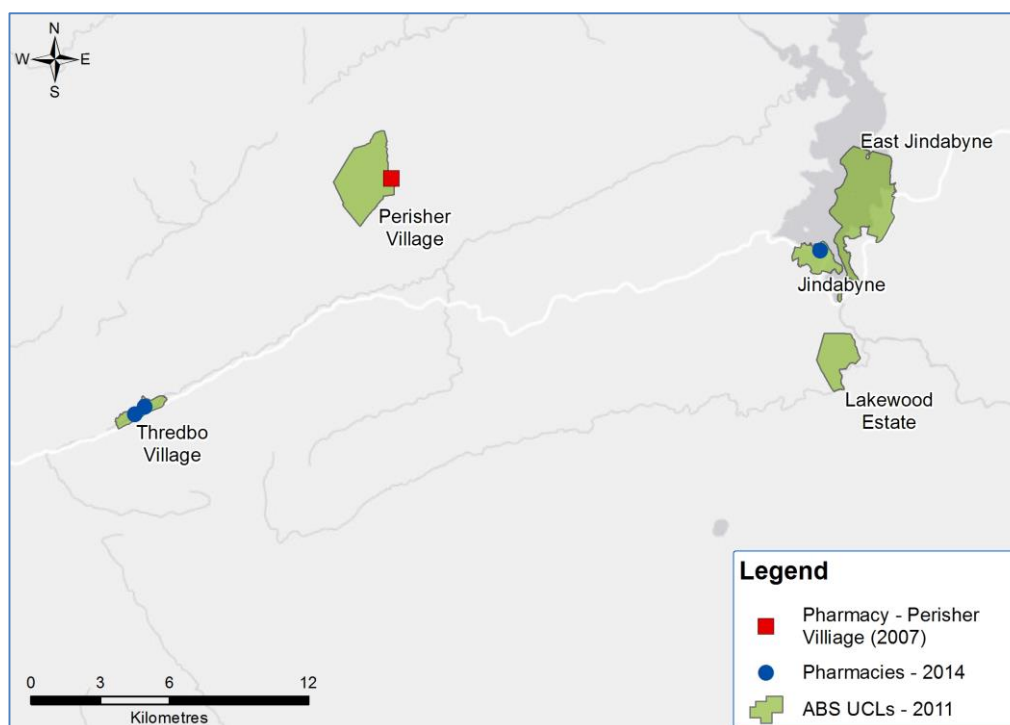 N
W E
S
East Jindabyne
Perisher
Village
Jindabyne
Lakewood
Estate
Thredbo
Village
Legend
Pharmacy - Perisher
Villiage (2007)
Pharmacies - 2014
ABS UCLs - 2011
0 3 6 12
Kilometres